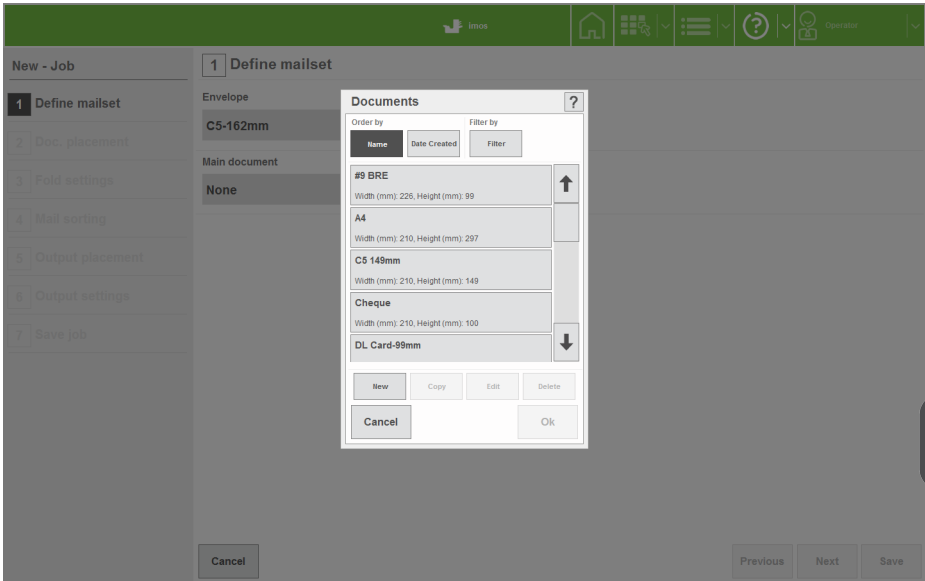 imos
Operator
New - Job
1 Define mailset
2 Doc. placement
3 Fold settings
4 Mail sorting
5 Output placement
6 Output settings
7 Save job
1 Define mailset
Envelope
C5-162mm
Main document
None
Documents
?
Order by
Filter by
Name
Date Created
Filter
#9 BRE
Width (mm): 226, Height (mm): 99
A4
Width (mm): 210, Height (mm): 297
C5 149mm
Width (mm): 210, Height (mm): 149
Cheque
Width (mm): 210, Height (mm): 100
DL Card-99mm
New
Copy
Edit
Delete
Cancel
Ok
Cancel
Previous
Next
Save